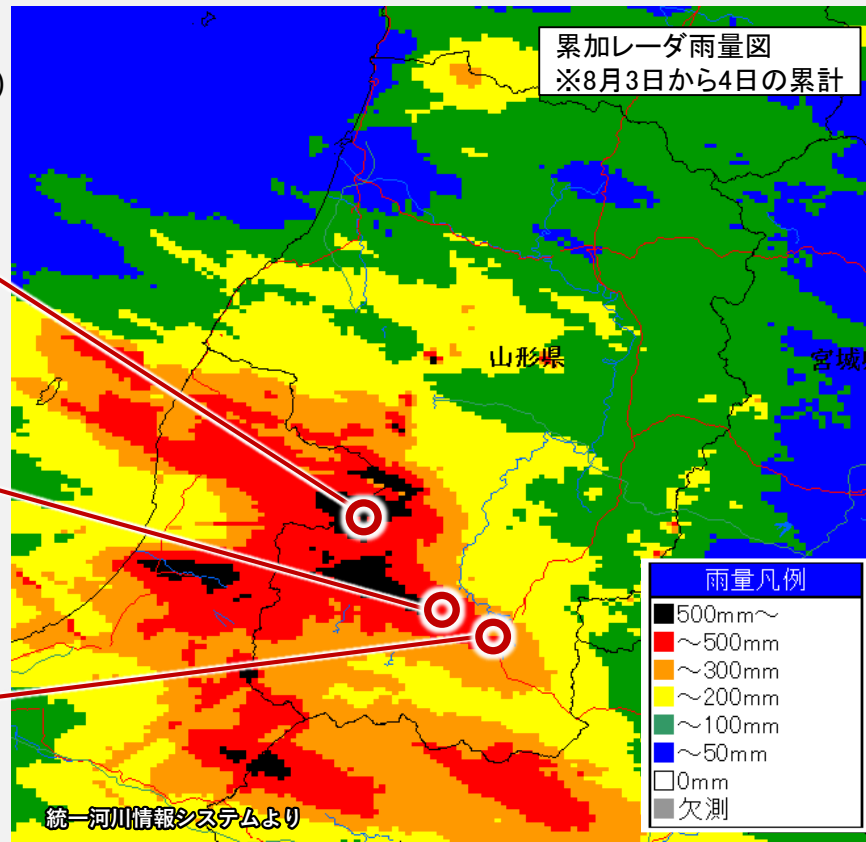 )
累加レーダ雨量図
※8月3日から4日の累計
山形県
宮城県
雨量凡例
500mm～
～500mm
～300mm
～200mm
～100mm
～50mm
0mm
欠測
統一河川情報システムより